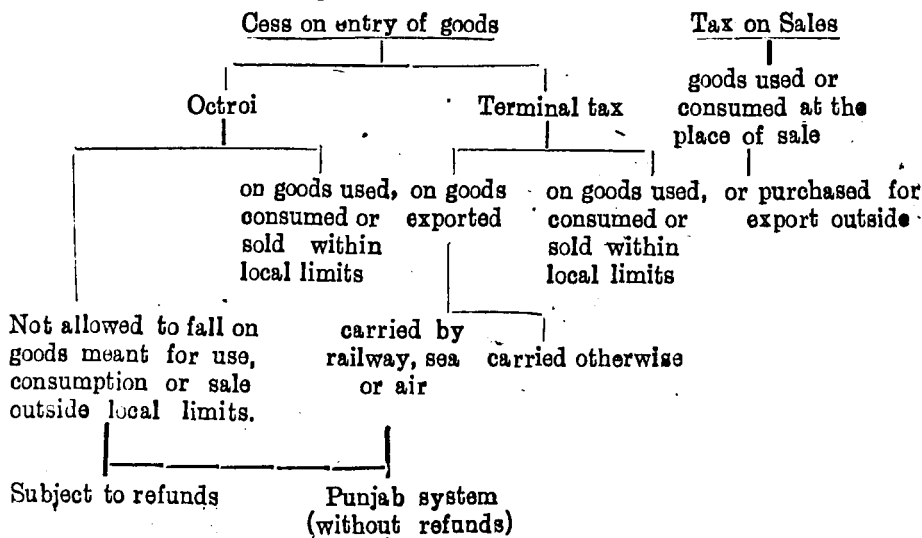 Cess on entry of goods
Tax on Sales
Octroi
Terminal tax
goods used or
consumed at the
place of sale
on goods used,
consumed or
sold within
local limits
on goods
exported
on goods used,
consumed or
sold within
local limits
or purchased for
export outside
Not allowed to fall on
goods meant for use,
consumption or sale
outside local limits.
carried by
railway, sea
or air
carried otherwise
Subject to refunds
Punjab system
(without refunds)